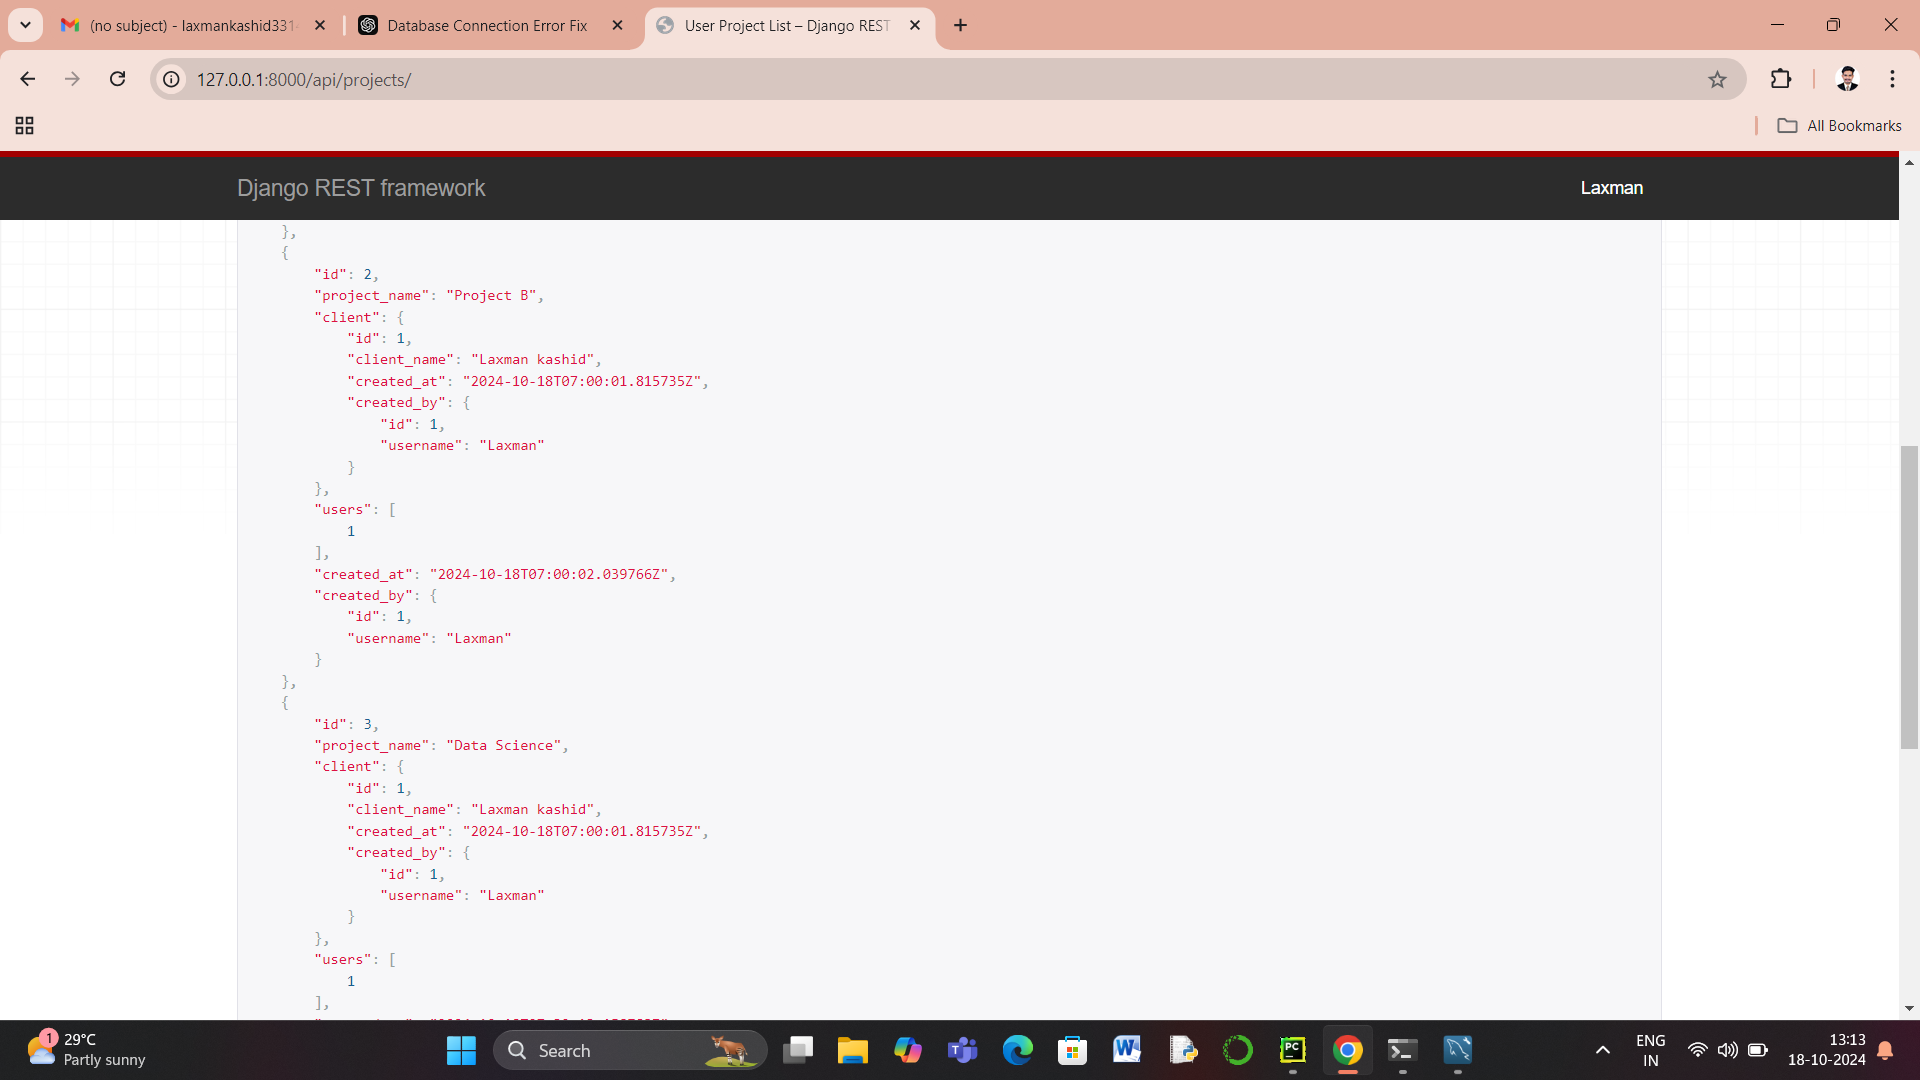 (no subject) - laxmankashid331
Database Connection Error Fix
User Project List – Django REST
127.0.0.1:8000/api/projects/
All Bookmarks
Django REST framework
Laxman
},
{
"id": 2,
"project_name": "Project B",
"client": {
"id": 1,
"client_name": "Laxman kashid",
"created_at": "2024-10-18T07:00:01.815735Z",
"created_by": {
"id": 1,
"username": "Laxman"
}
},
"users": [
1
],
"created_at": "2024-10-18T07:00:02.039766Z",
"created_by": {
"id": 1,
"username": "Laxman"
}
},
{
"id": 3,
"project_name": "Data Science",
"client": {
"id": 1,
"client_name": "Laxman kashid",
"created_at": "2024-10-18T07:00:01.815735Z",
"created_by": {
"id": 1,
"username": "Laxman"
}
},
"users": [
1
],
1
29°C
Partly sunny
Search
PC
ENG
IN
13:13
18-10-2024